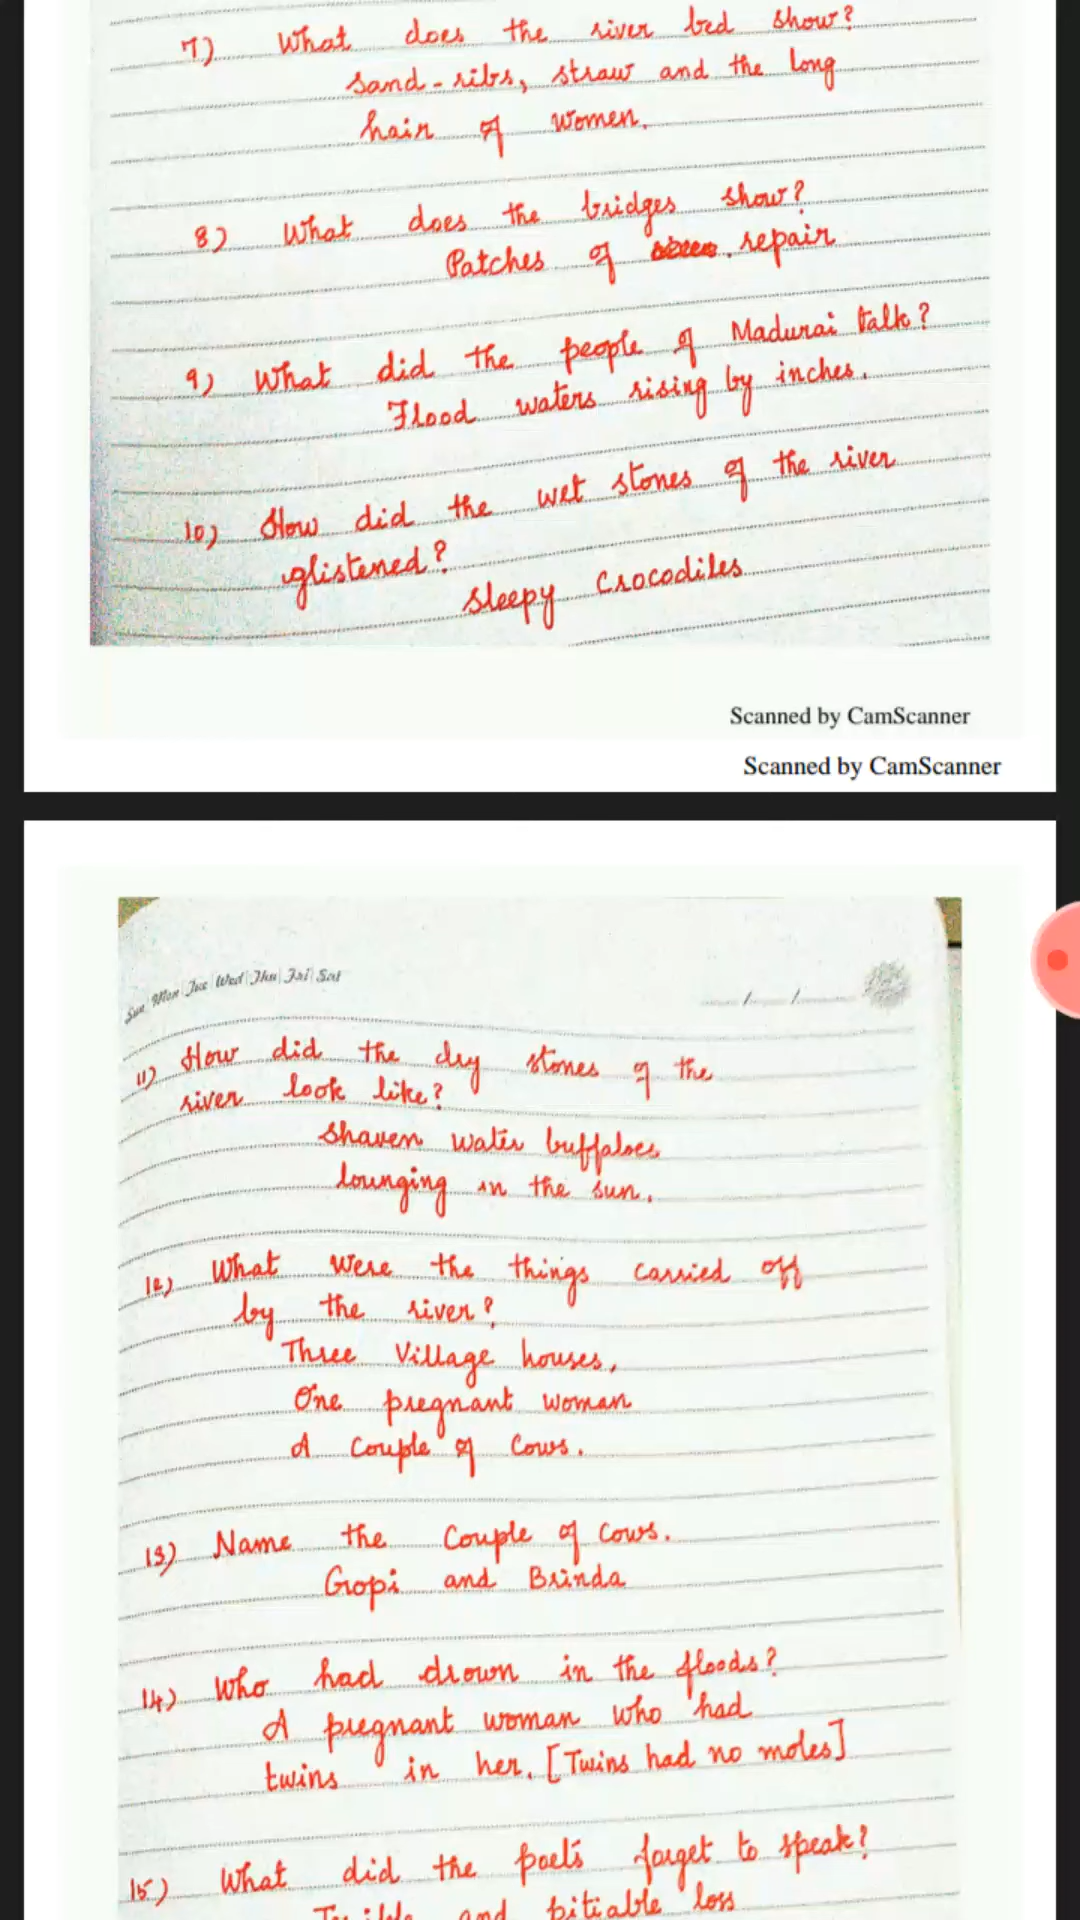 7) What does the river bed show?
sand-ribs, straw and the long
hair of women.
8) What does the bridges show?
Patches of repair
9) What did the people of Madurai talk?
Flood waters rising by inches.
10) How did the wet stones of the river
glistened?
sleepy Crocodiles
Scanned by CamScanner
Scanned by CamScanner
Sun Mon Tue Wed Thu Fri Sat
11) How did the dry stones of the
river look like?
Shaven water buffaloes
lounging in the sun.
12) What were the things carried off
by the river?
Three Village houses,
One pregnant woman
A couple of cows.
13) Name the Couple of cows.
Gopi and Brinda
14) Who had drown in the floods?
A pregnant woman who had
twins in her. [Twins had no moles]
15) What did the poets forget to speak?
and pitiable loss